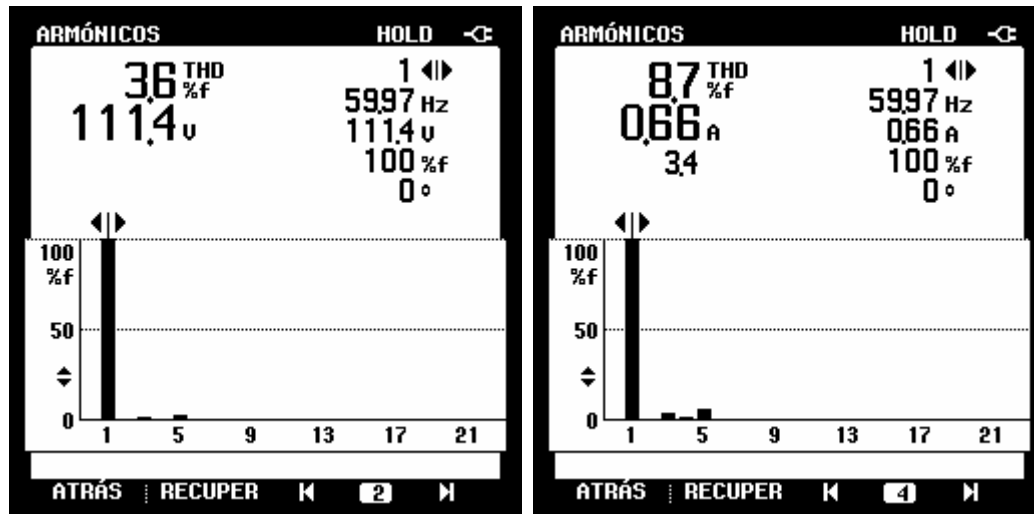 ARMÓNICOS HOLD
3.6 THD %f
111.4 V
1
59.97 Hz
111.4 V
100 %f
0 °
100
%f
50
0
1 5 9 13 17 21
ATRÁS RECUPER 2
ARMÓNICOS HOLD
8.7 THD %f
0.66 A
3.4
1
59.97 Hz
0.66 A
100 %f
0 °
100
%f
50
0
1 5 9 13 17 21
ATRÁS RECUPER 4